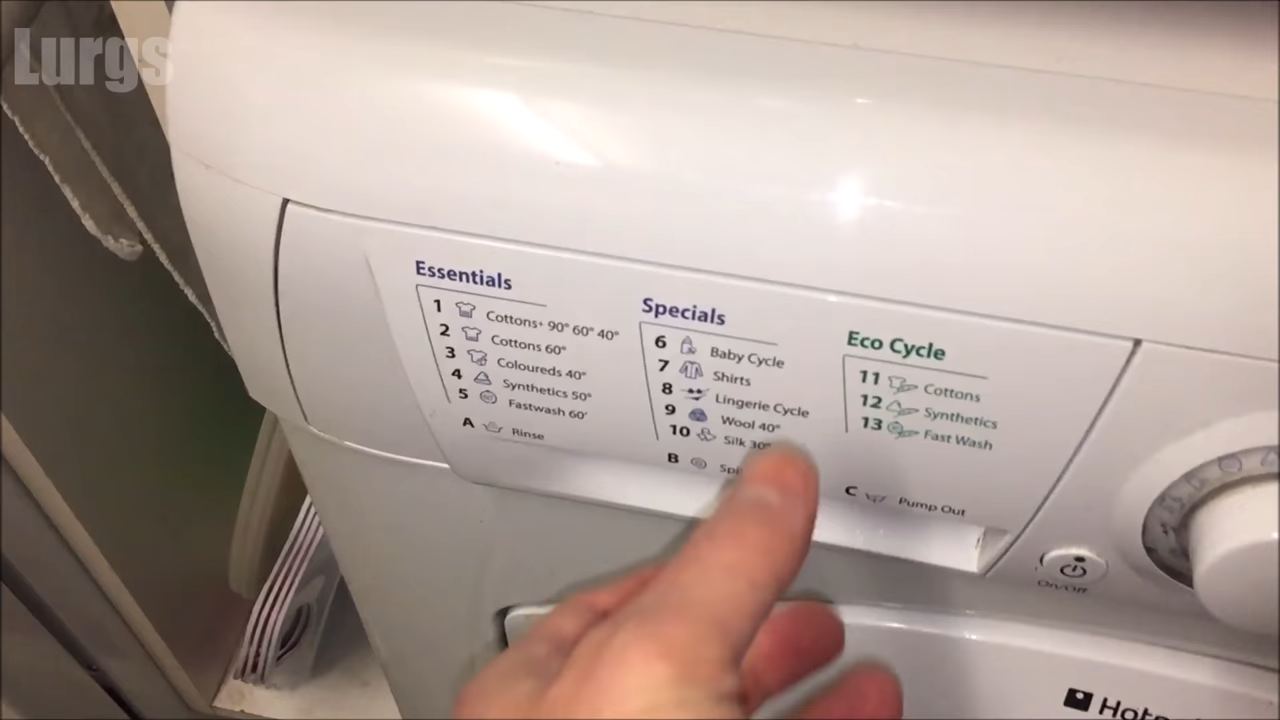 Lurgs
Essentials
1 Cottons+ 90° 60° 40°
2 Cottons 60°
3 Coloureds 40°
4 Synthetics 50°
5 Fastwash 60'
A Rinse
Specials
6 Baby Cycle
7 Shirts
8 Lingerie Cycle
9 Wool 40°
10 Silk 30°
B
Eco Cycle
11 Cottons
12 Synthetics
13 Fast Wash
C Pump Out
On/Off